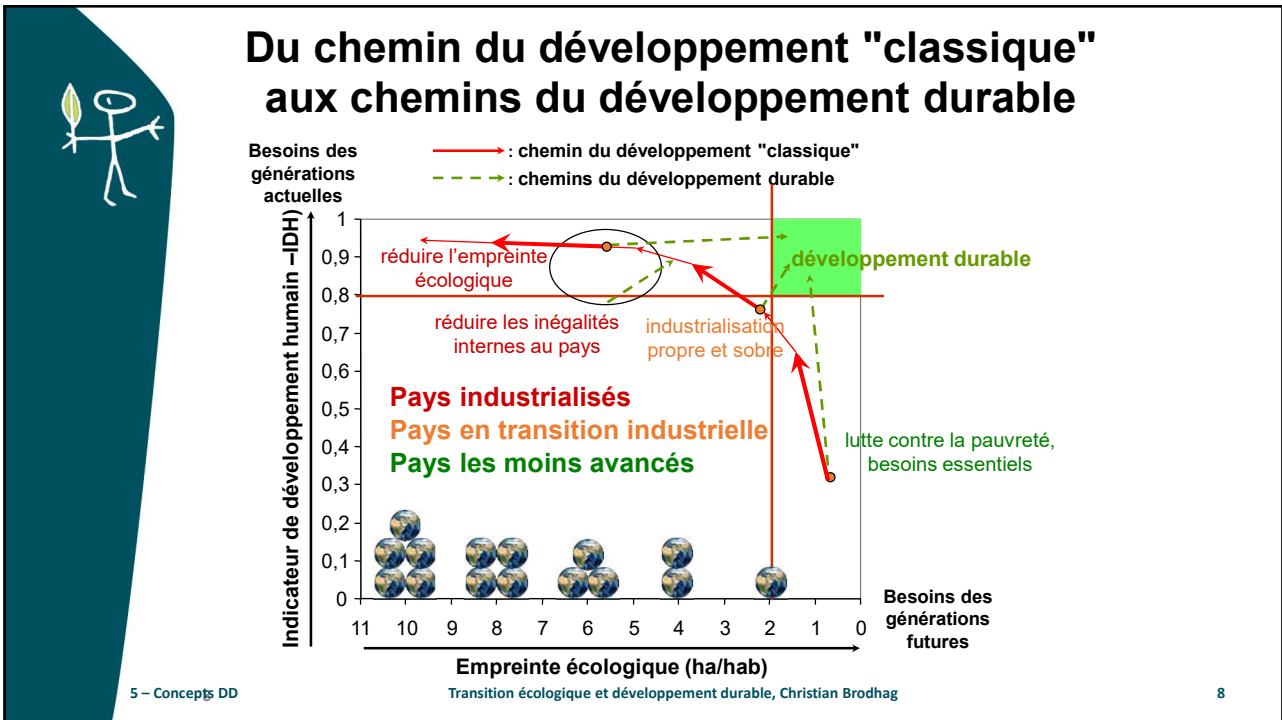 Du chemin du développement "classique"
aux chemins du développement durable
Besoins des
générations
actuelles
: chemin du développement "classique"
: chemins du développement durable
Indicateur de développement humain –IDH)
1
0,9
0,8
0,7
0,6
0,5
0,4
0,3
0,2
0,1
0
réduire l'empreinte
écologique
développement durable
réduire les inégalités
internes au pays
industrialisation
propre et sobre
Pays industrialisés
Pays en transition industrielle
Pays les moins avancés
lutte contre la pauvreté,
besoins essentiels
11 10 9 8 7 6 5 4 3 2 1 0
Besoins des
générations
futures
Empreinte écologique (ha/hab)
5 – Concepts DD
Transition écologique et développement durable, Christian Brodhag
8